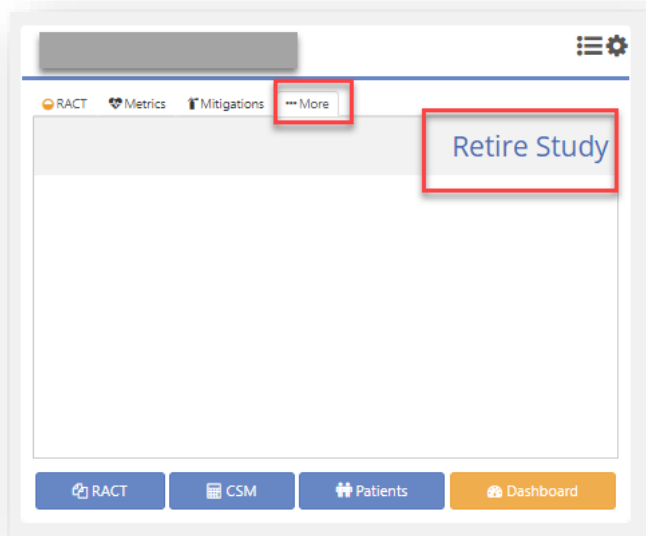 RACT Metrics Mitigations More
Retire Study
RACT CSM Patients Dashboard